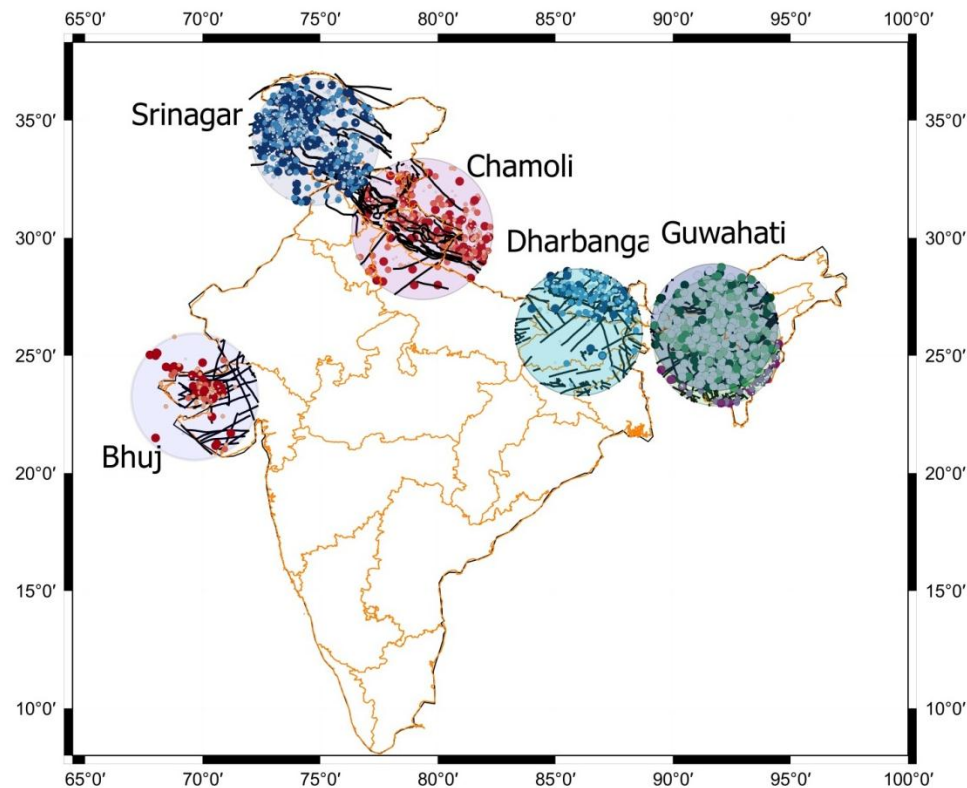 65°0′ 70°0′ 75°0′ 80°0′ 85°0′ 90°0′ 95°0′ 100°0′
35°0′ Srinagar 35°0′
Chamoli
30°0′ Dharbanga Guwahati 30°0′
25°0′ 25°0′
Bhuj
20°0′ 20°0′
15°0′ 15°0′
10°0′ 10°0′
65°0′ 70°0′ 75°0′ 80°0′ 85°0′ 90°0′ 95°0′ 100°0′